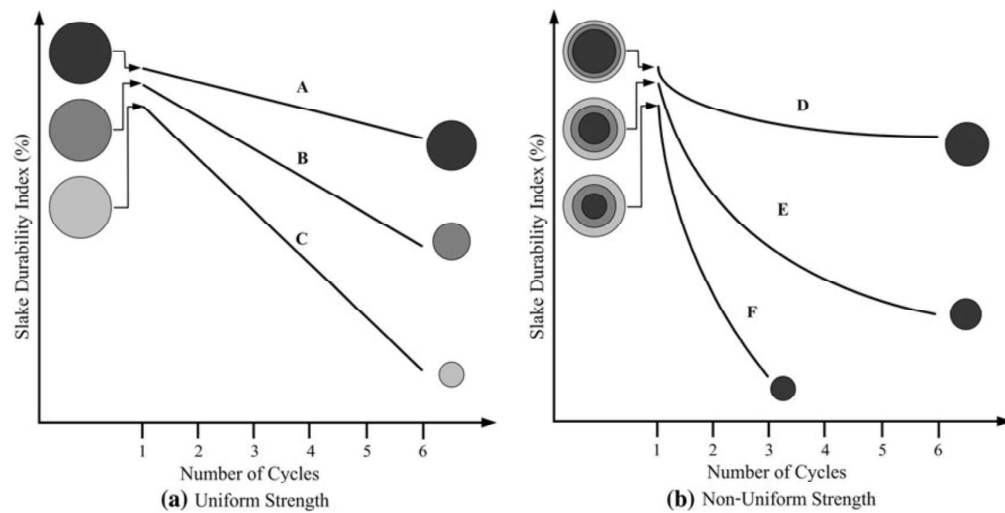 Slake Durability Index (%)
A
B
C
1 2 3 4 5 6
Number of Cycles
(a) Uniform Strength
Slake Durability Index (%)
D
E
F
1 2 3 4 5 6
Number of Cycles
(b) Non-Uniform Strength